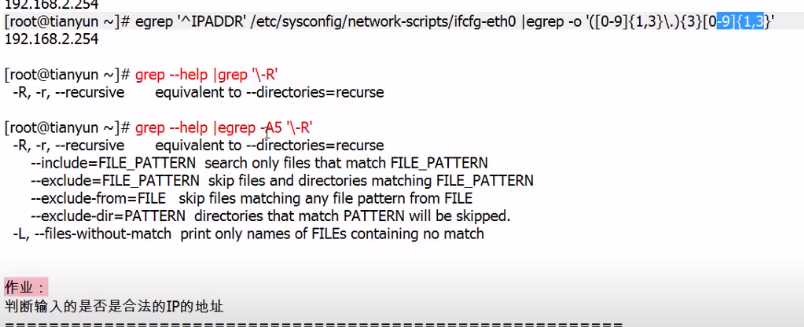 192.168.2.254
[root@tianyun ~]# egrep '^IPADDR' /etc/sysconfig/network-scripts/ifcfg-eth0 |egrep -o '([0-9]{1,3}\.){3}[0-9]{1,3}'
192.168.2.254
[root@tianyun ~]# grep --help |grep '\-R'
-R, -r, --recursive equivalent to --directories=recurse
[root@tianyun ~]# grep --help |egrep -A5 '\-R'
-R, -r, --recursive equivalent to --directories=recurse
--include=FILE_PATTERN search only files that match FILE_PATTERN
--exclude=FILE_PATTERN skip files and directories matching FILE_PATTERN
--exclude-from=FILE skip files matching any file pattern from FILE
--exclude-dir=PATTERN directories that match PATTERN will be skipped.
-L, --files-without-match print only names of FILEs containing no match
作业：
判断输入的是否是合法的IP的地址
==========================================================